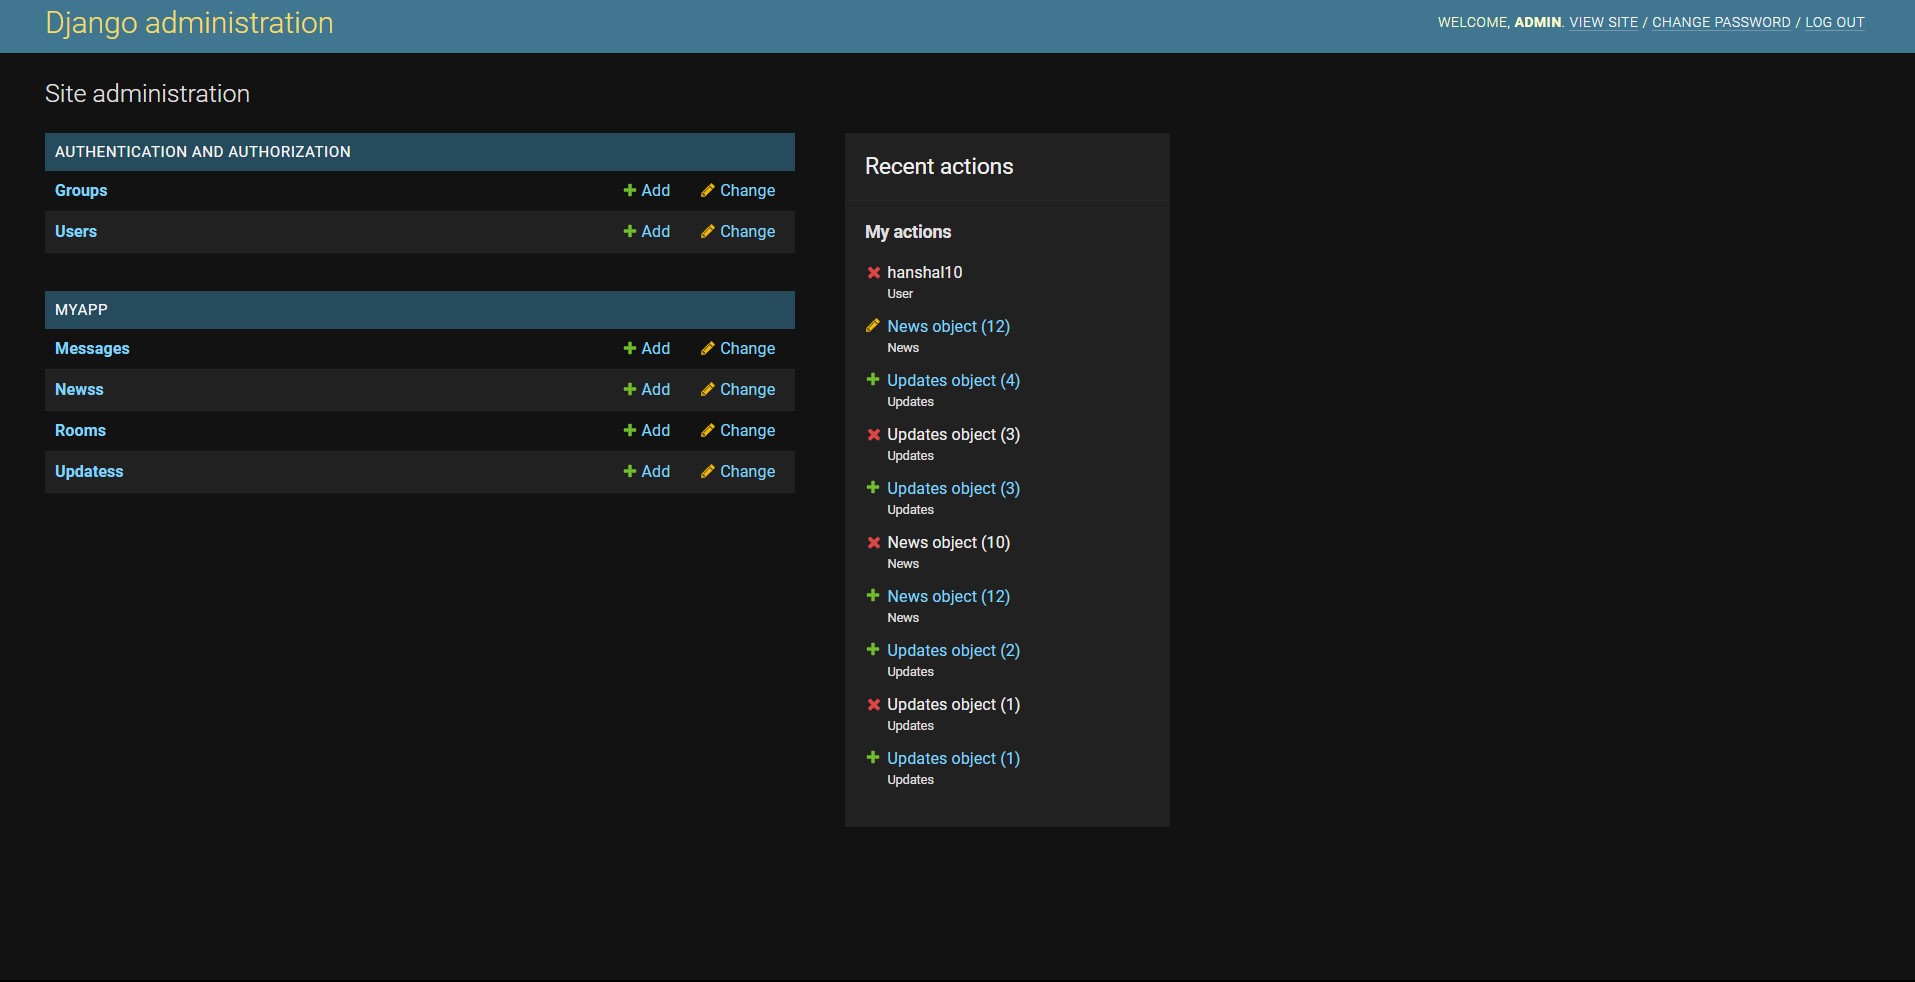 Django administration
WELCOME, ADMIN. VIEW SITE / CHANGE PASSWORD / LOG OUT
Site administration
AUTHENTICATION AND AUTHORIZATION
Groups Add Change
Users Add Change
MYAPP
Messages Add Change
Newss Add Change
Rooms Add Change
Updatess Add Change
Recent actions
My actions
hanshal10
User
News object (12)
News
Updates object (4)
Updates
Updates object (3)
Updates
Updates object (3)
Updates
News object (10)
News
News object (12)
News
Updates object (2)
Updates
Updates object (1)
Updates
Updates object (1)
Updates